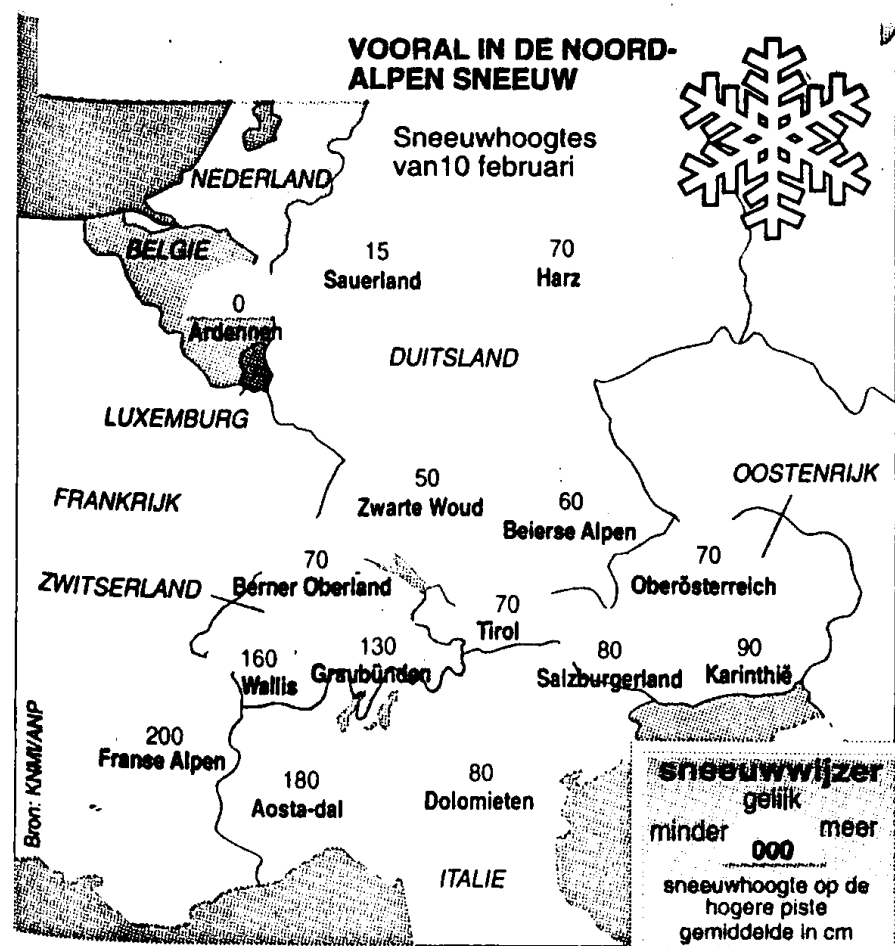 VOORAL IN DE NOORD-
ALPEN SNEEUW
Sneeuwhoogtes
van10 februari
NEDERLAND
BELGIE
15
Sauerland
70
Harz
0
Ardennen
DUITSLAND
LUXEMBURG
FRANKRIJK
50
Zwarte Woud
60
Beierse Alpen
OOSTENRIJK
ZWITSERLAND
70
Berner Oberland
70
Oberösterreich
70
Tirol
160
Wallis
130
Graubünden
80
Salzburgerland
90
Karinthië
200
Franse Alpen
180
Aosta-dal
80
Dolomieten
ITALIE
Bron: KNMI/ANP
sneeuwwijzer
gelijk
minder meer
000
sneeuwhoogte op de
hogere piste
gemiddelde in cm